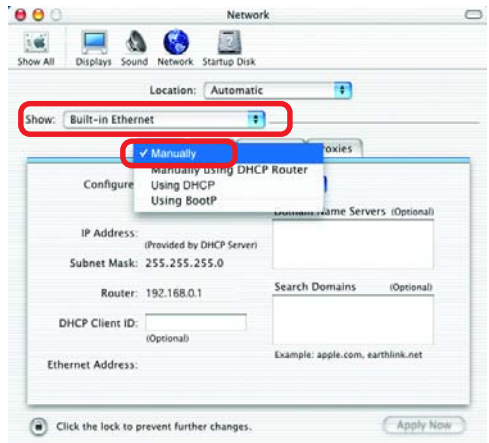 Network
Show All Displays Sound Network Startup Disk
Location: Automatic
Show: Built-in Ethernet
✓ Manually
Proxies
Manually using DHCP Router
Configure
Using DHCP
Using BootP
Domain Name Servers (Optional)
IP Address:
(Provided by DHCP Server)
Subnet Mask: 255.255.255.0
Router: 192.168.0.1
Search Domains (Optional)
DHCP Client ID:
(Optional)
Example: apple.com, earthlink.net
Ethernet Address:
Click the lock to prevent further changes.
Apply Now